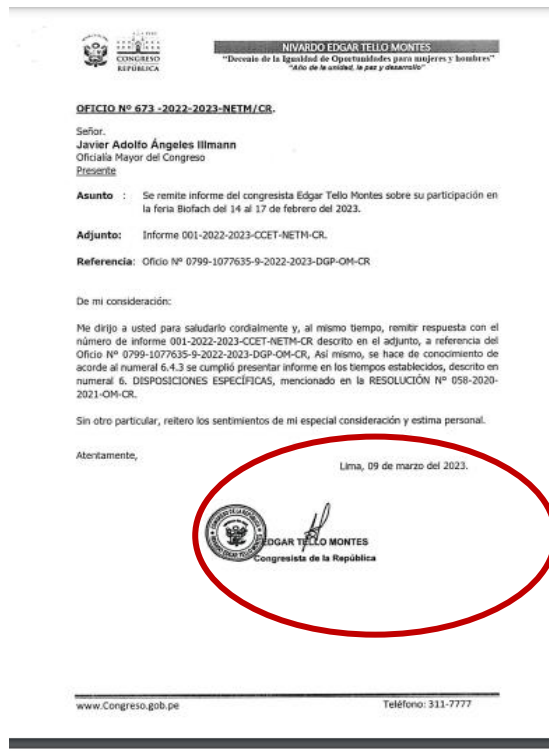 CONGRESO
REPÚBLICA
NIVARDO EDGAR TELLO MONTES
"Decenio de la Igualdad de Oportunidades para mujeres y hombres"
"Año de la unidad, la paz y desarrollo"
OFICIO Nº 673 -2022-2023-NETM/CR.
Señor.
Javier Adolfo Ángeles Illmann
Oficialía Mayor del Congreso
Presente
Asunto : Se remite informe del congresista Edgar Tello Montes sobre su participación en
la feria Biofach del 14 al 17 de febrero del 2023.
Adjunto: Informe 001-2022-2023-CCET-NETM-CR.
Referencia: Oficio Nº 0799-1077635-9-2022-2023-DGP-OM-CR
De mi consideración:
Me dirijo a usted para saludarlo cordialmente y, al mismo tiempo, remitir respuesta con el
número de informe 001-2022-2023-CCET-NETM-CR descrito en el adjunto, a referencia del
Oficio Nº 0799-1077635-9-2022-2023-DGP-OM-CR, Así mismo, se hace de conocimiento de
acorde al numeral 6.4.3 se cumplió presentar informe en los tiempos establecidos, descrito en
numeral 6. DISPOSICIONES ESPECÍFICAS, mencionado en la RESOLUCIÓN Nº 058-2020-
2021-OM-CR.
Sin otro particular, reitero los sentimientos de mi especial consideración y estima personal.
Atentamente,
Lima, 09 de marzo del 2023.
EDGAR TELLO MONTES
Congresista de la República
www.Congreso.gob.pe
Teléfono: 311-7777